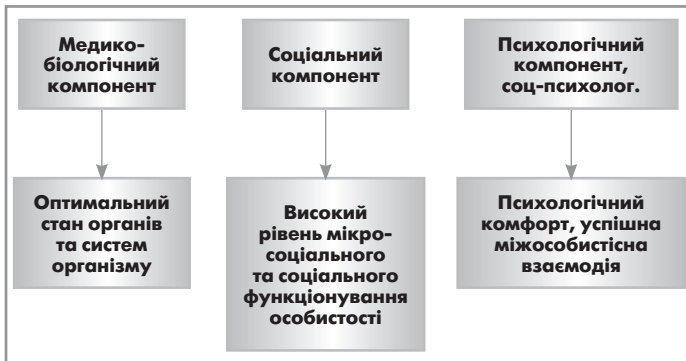 Медико-
біологічний
компонент
Соціальний
компонент
Психологічний
компонент,
соц-психолог.
Оптимальний
стан органів
та систем
організму
Високий
рівень мікро-
соціального
та соціального
функціонування
особистості
Психологічний
комфорт, успішна
міжособистісна
взаємодія